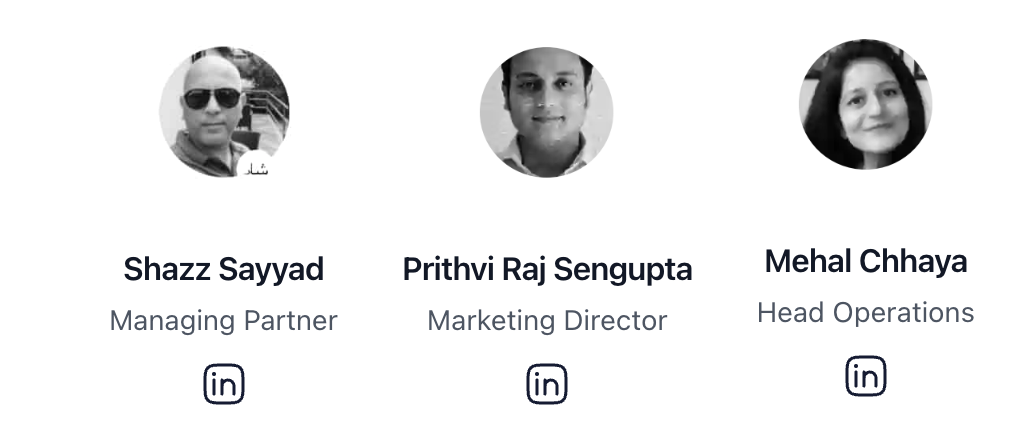 شاد
Shazz Sayyad
Managing Partner
in
Prithvi Raj Sengupta
Marketing Director
in
Mehal Chhaya
Head Operations
in